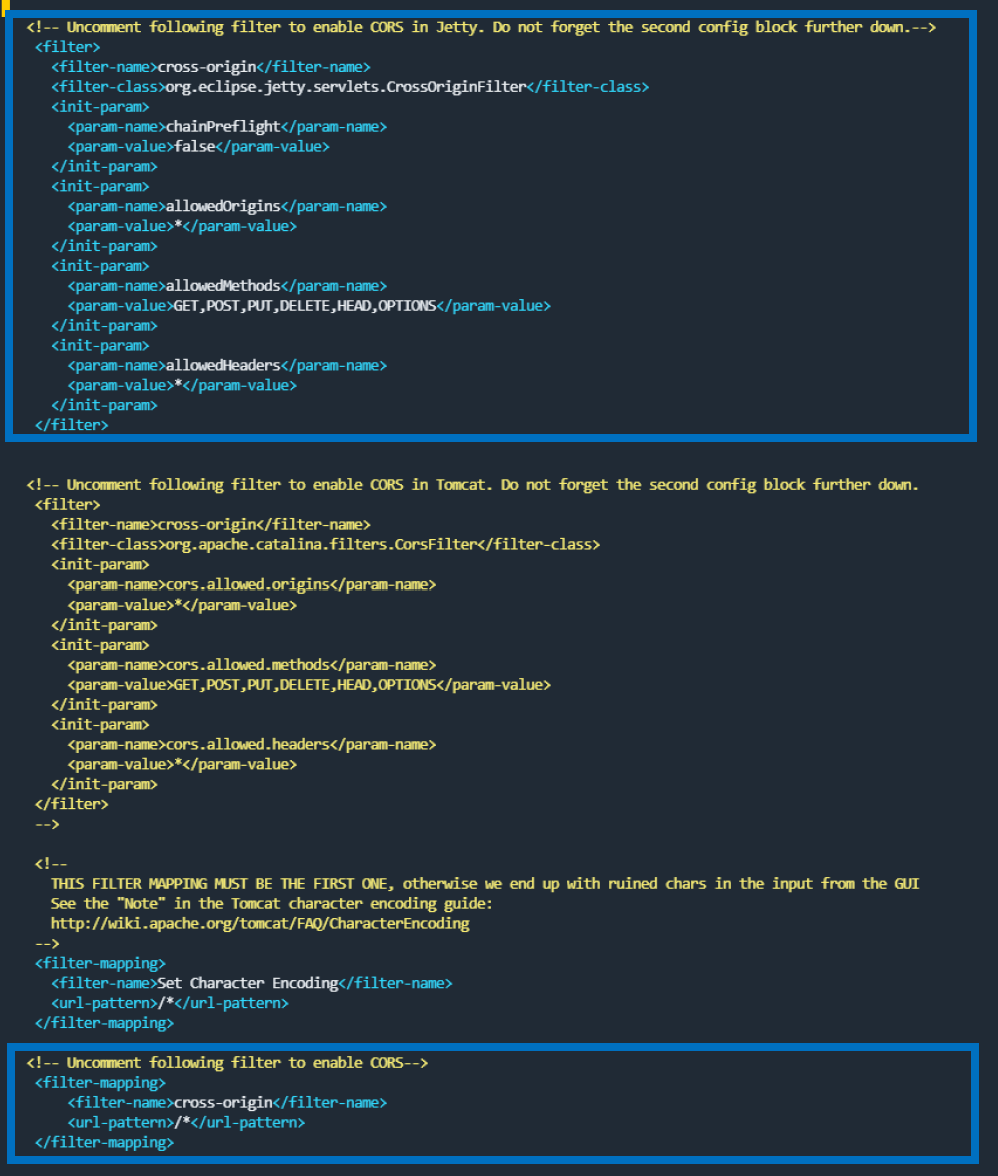 <!-- Uncomment following filter to enable CORS in Jetty. Do not forget the second config block further down.-->
<filter>
<filter-name>cross-origin</filter-name>
<filter-class>org.eclipse.jetty.servlets.CrossOriginFilter</filter-class>
<init-param>
<param-name>chainPreflight</param-name>
<param-value>false</param-value>
</init-param>
<init-param>
<param-name>allowedOrigins</param-name>
<param-value>*</param-value>
</init-param>
<init-param>
<param-name>allowedMethods</param-name>
<param-value>GET,POST,PUT,DELETE,HEAD,OPTIONS</param-value>
</init-param>
<init-param>
<param-name>allowedHeaders</param-name>
<param-value>*</param-value>
</init-param>
</filter>
<!-- Uncomment following filter to enable CORS in Tomcat. Do not forget the second config block further down.
<filter>
<filter-name>cross-origin</filter-name>
<filter-class>org.apache.catalina.filters.CorsFilter</filter-class>
<init-param>
<param-name>cors.allowed.origins</param-name>
<param-value>*</param-value>
</init-param>
<init-param>
<param-name>cors.allowed.methods</param-name>
<param-value>GET,POST,PUT,DELETE,HEAD,OPTIONS</param-value>
</init-param>
<init-param>
<param-name>cors.allowed.headers</param-name>
<param-value>*</param-value>
</init-param>
</filter>
-->
<!--
THIS FILTER MAPPING MUST BE THE FIRST ONE, otherwise we end up with ruined chars in the input from the GUI
See the "Note" in the Tomcat character encoding guide:
http://wiki.apache.org/tomcat/FAQ/CharacterEncoding
-->
<filter-mapping>
<filter-name>Set Character Encoding</filter-name>
<url-pattern>/*</url-pattern>
</filter-mapping>
<!-- Uncomment following filter to enable CORS-->
<filter-mapping>
<filter-name>cross-origin</filter-name>
<url-pattern>/*</url-pattern>
</filter-mapping>